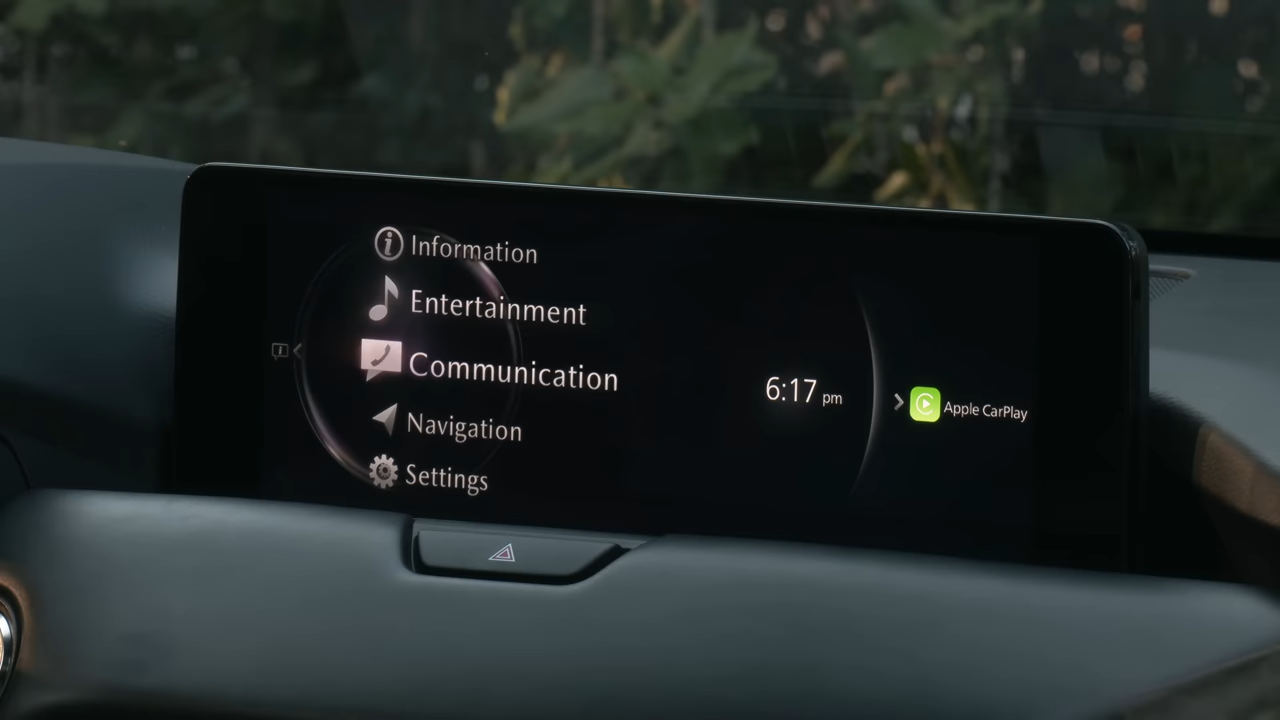 Information
Entertainment
Communication
Navigation
Settings
6:17 pm
Apple CarPlay